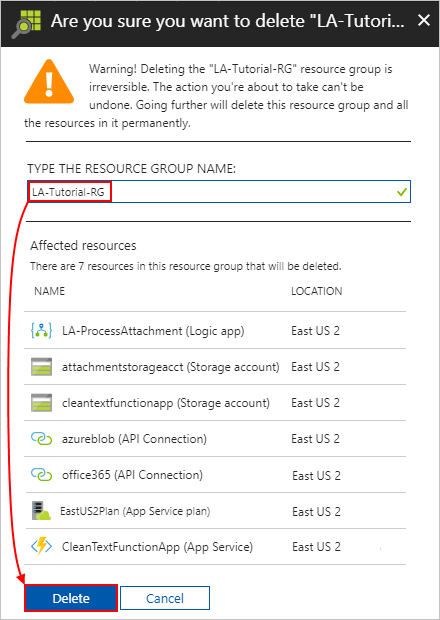 Are you sure you want to delete "LA-Tutori...
Warning! Deleting the "LA-Tutorial-RG" resource group is
irreversible. The action you're about to take can't be
undone. Going further will delete this resource group and all
the resources in it permanently.
TYPE THE RESOURCE GROUP NAME:
LA-Tutorial-RG
Affected resources
There are 7 resources in this resource group that will be deleted.
NAME LOCATION
LA-ProcessAttachment (Logic app) East US 2
attachmentstorageacct (Storage account) East US 2
cleantextfunctionapp (Storage account) East US 2
azureblob (API Connection) East US 2
office365 (API Connection) East US 2
EastUS2Plan (App Service plan) East US 2
CleanTextFunctionApp (App Service) East US 2
Delete Cancel